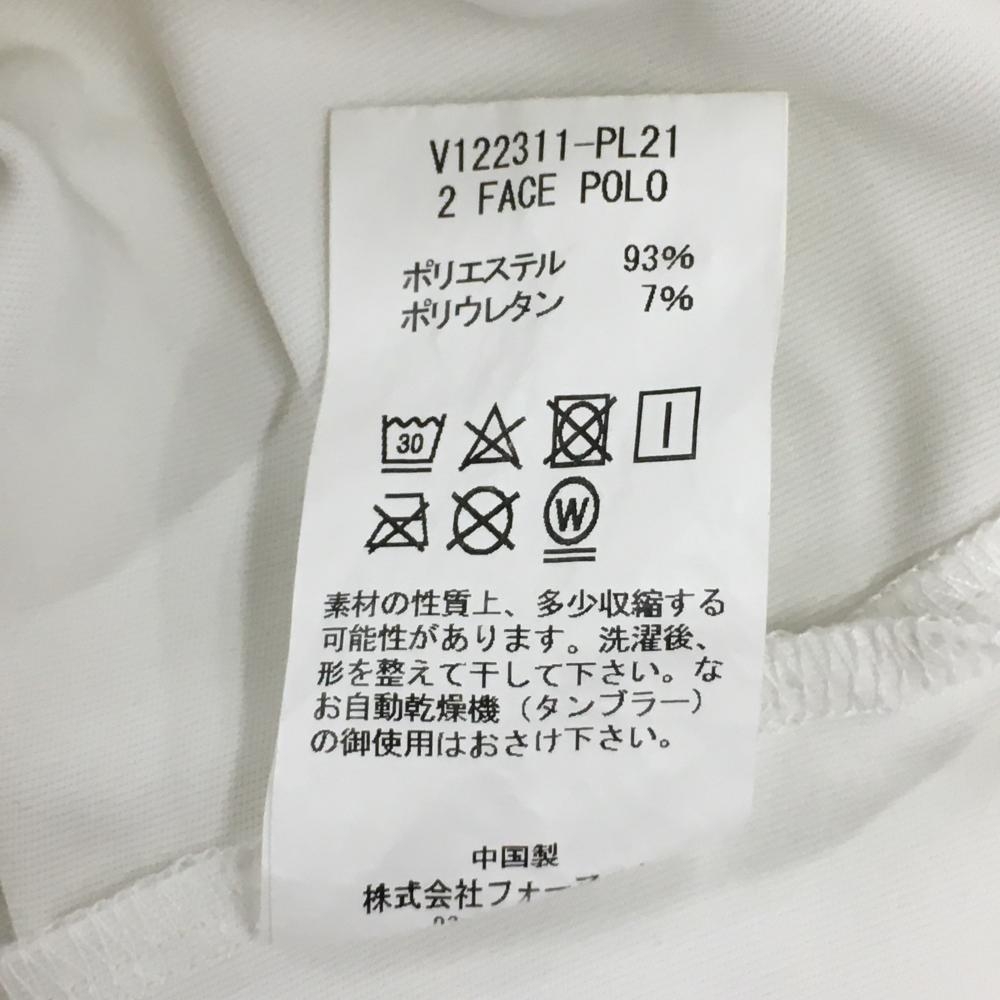 V122311-PL21
2 FACE POLO
ポリエステル 93%
ポリウレタン 7%
30
W
素材の性質上、多少収縮する
可能性があります。洗濯後、
形を整えて干して下さい。な
お自動乾燥機（タンブラー）
の御使用はおさけ下さい。
中国製
株式会社フォー